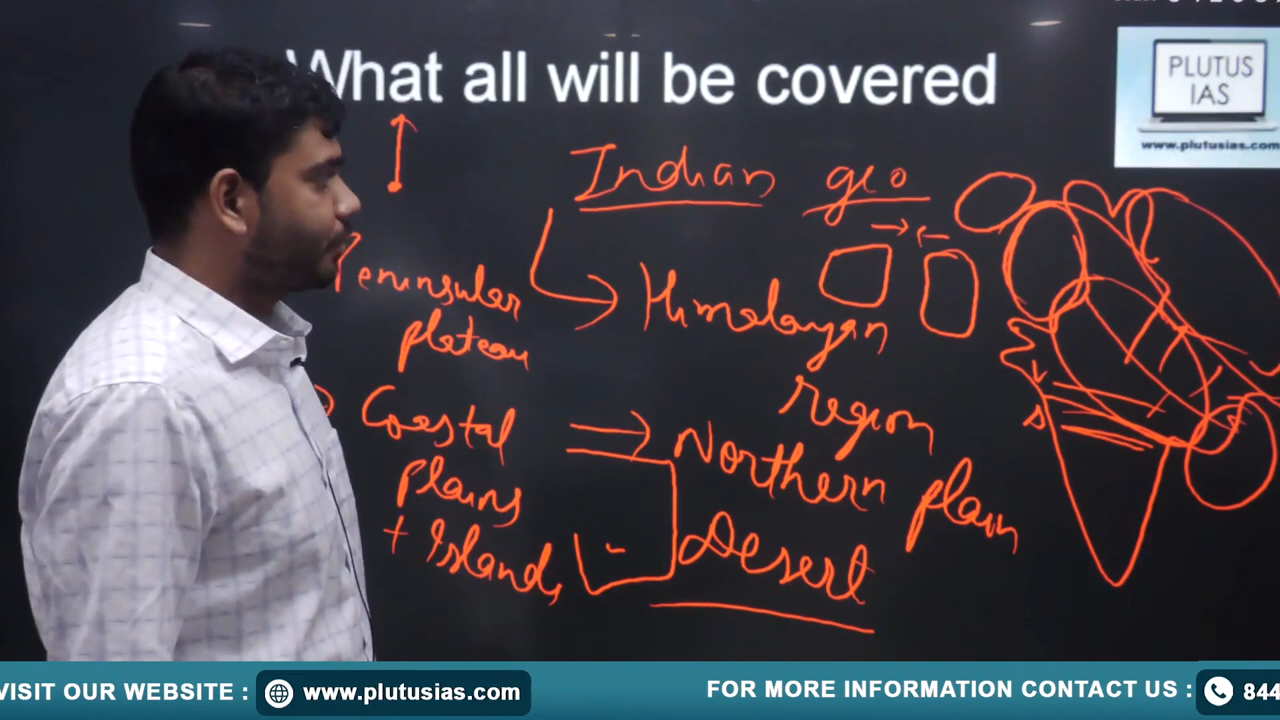 What all will be covered
PLUTUS
IAS
www.plutusias.com
Indian geo
Peninsular
plateau
Himalayan
region
Coastal
plains
+ Islands
Northern plain
Desert
VISIT OUR WEBSITE :
www.plutusias.com
FOR MORE INFORMATION CONTACT US :
844